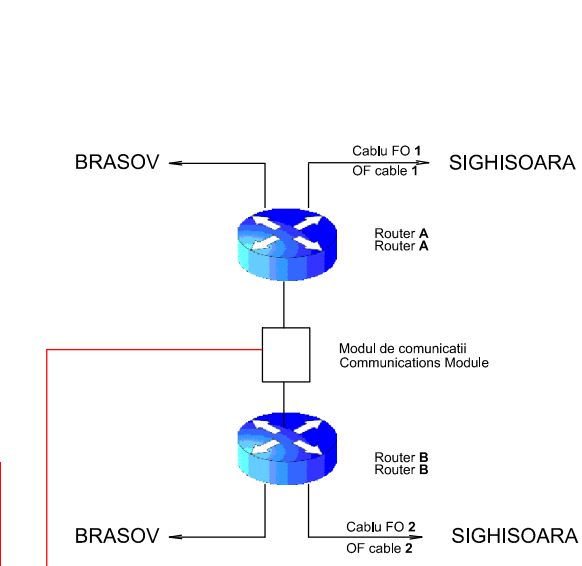 BRASOV
Cablu FO 1
OF cable 1
SIGHISOARA
Router A
Router A
Modul de comunicatii
Communications Module
Router B
Router B
BRASOV
Cablu FO 2
OF cable 2
SIGHISOARA